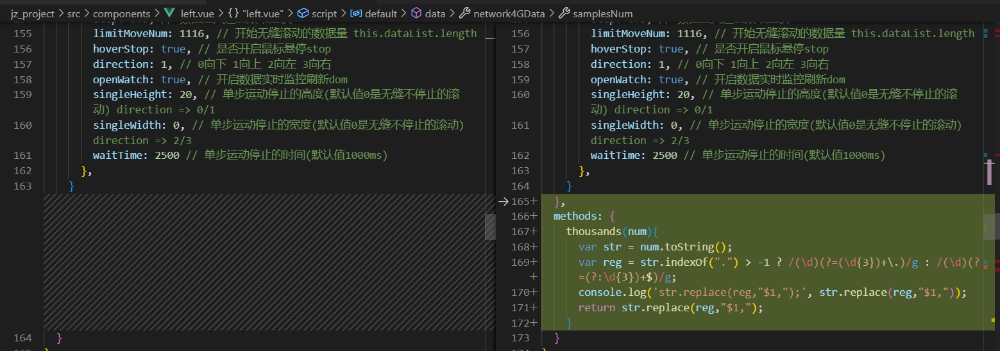 jz_project > src > components > left.vue > {} "left.vue" > script > default > data > network4GData > samplesNum
155 limitMoveNum: 1116, // 开始无缝滚动的数据量 this.dataList.length
156 hoverStop: true, // 是否开启鼠标悬停stop
157 direction: 1, // 0向下 1向上 2向左 3向右
158 openWatch: true, // 开启数据实时监控刷新dom
159 singleHeight: 20, // 单步运动停止的高度(默认值0是无缝不停止的滚
动) direction => 0/1
160 singleWidth: 0, // 单步运动停止的宽度(默认值0是无缝不停止的滚动)
direction => 2/3
161 waitTime: 2500 // 单步运动停止的时间(默认值1000ms)
162 },
163 }
164 }
156 limitMoveNum: 1116, // 开始无缝滚动的数据量 this.dataList.length
157 hoverStop: true, // 是否开启鼠标悬停stop
158 direction: 1, // 0向下 1向上 2向左 3向右
159 openWatch: true, // 开启数据实时监控刷新dom
160 singleHeight: 20, // 单步运动停止的高度(默认值0是无缝不停止的滚
动) direction => 0/1
161 singleWidth: 0, // 单步运动停止的宽度(默认值0是无缝不停止的滚动)
direction => 2/3
162 waitTime: 2500 // 单步运动停止的时间(默认值1000ms)
163 },
164 }
165+ },
166+ methods: {
167+ thousands(num){
168+ var str = num.toString();
169+ var reg = str.indexOf(".") > -1 ? /(\d)(?=(\d{3})+\.)/g : /(\d)(?
+ =(?:\d{3})+$)/g;
170+ console.log('str.replace(reg,"$1,");', str.replace(reg,"$1,"));
171+ return str.replace(reg,"$1,");
172+ }
173 }